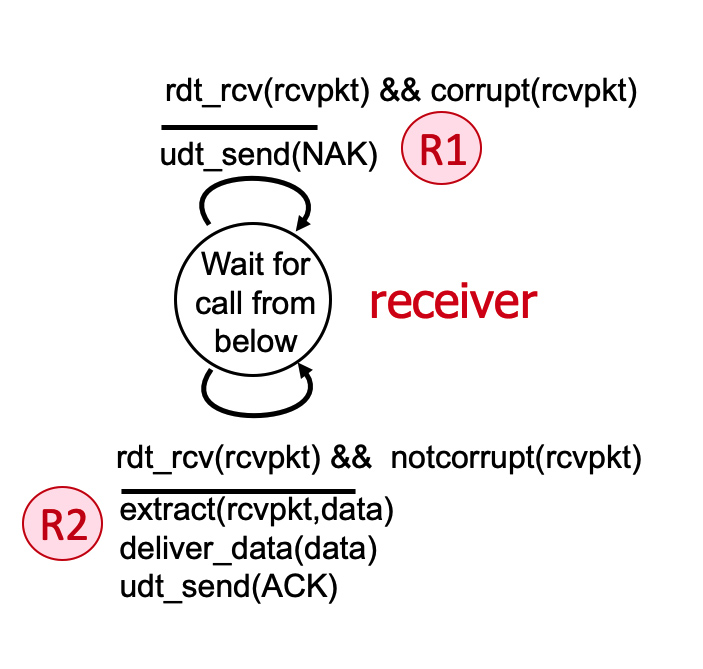 rdt_rcv(rcvpkt) && corrupt(rcvpkt)
udt_send(NAK)
R1
Wait for
call from
below
receiver
rdt_rcv(rcvpkt) && notcorrupt(rcvpkt)
R2
extract(rcvpkt,data)
deliver_data(data)
udt_send(ACK)